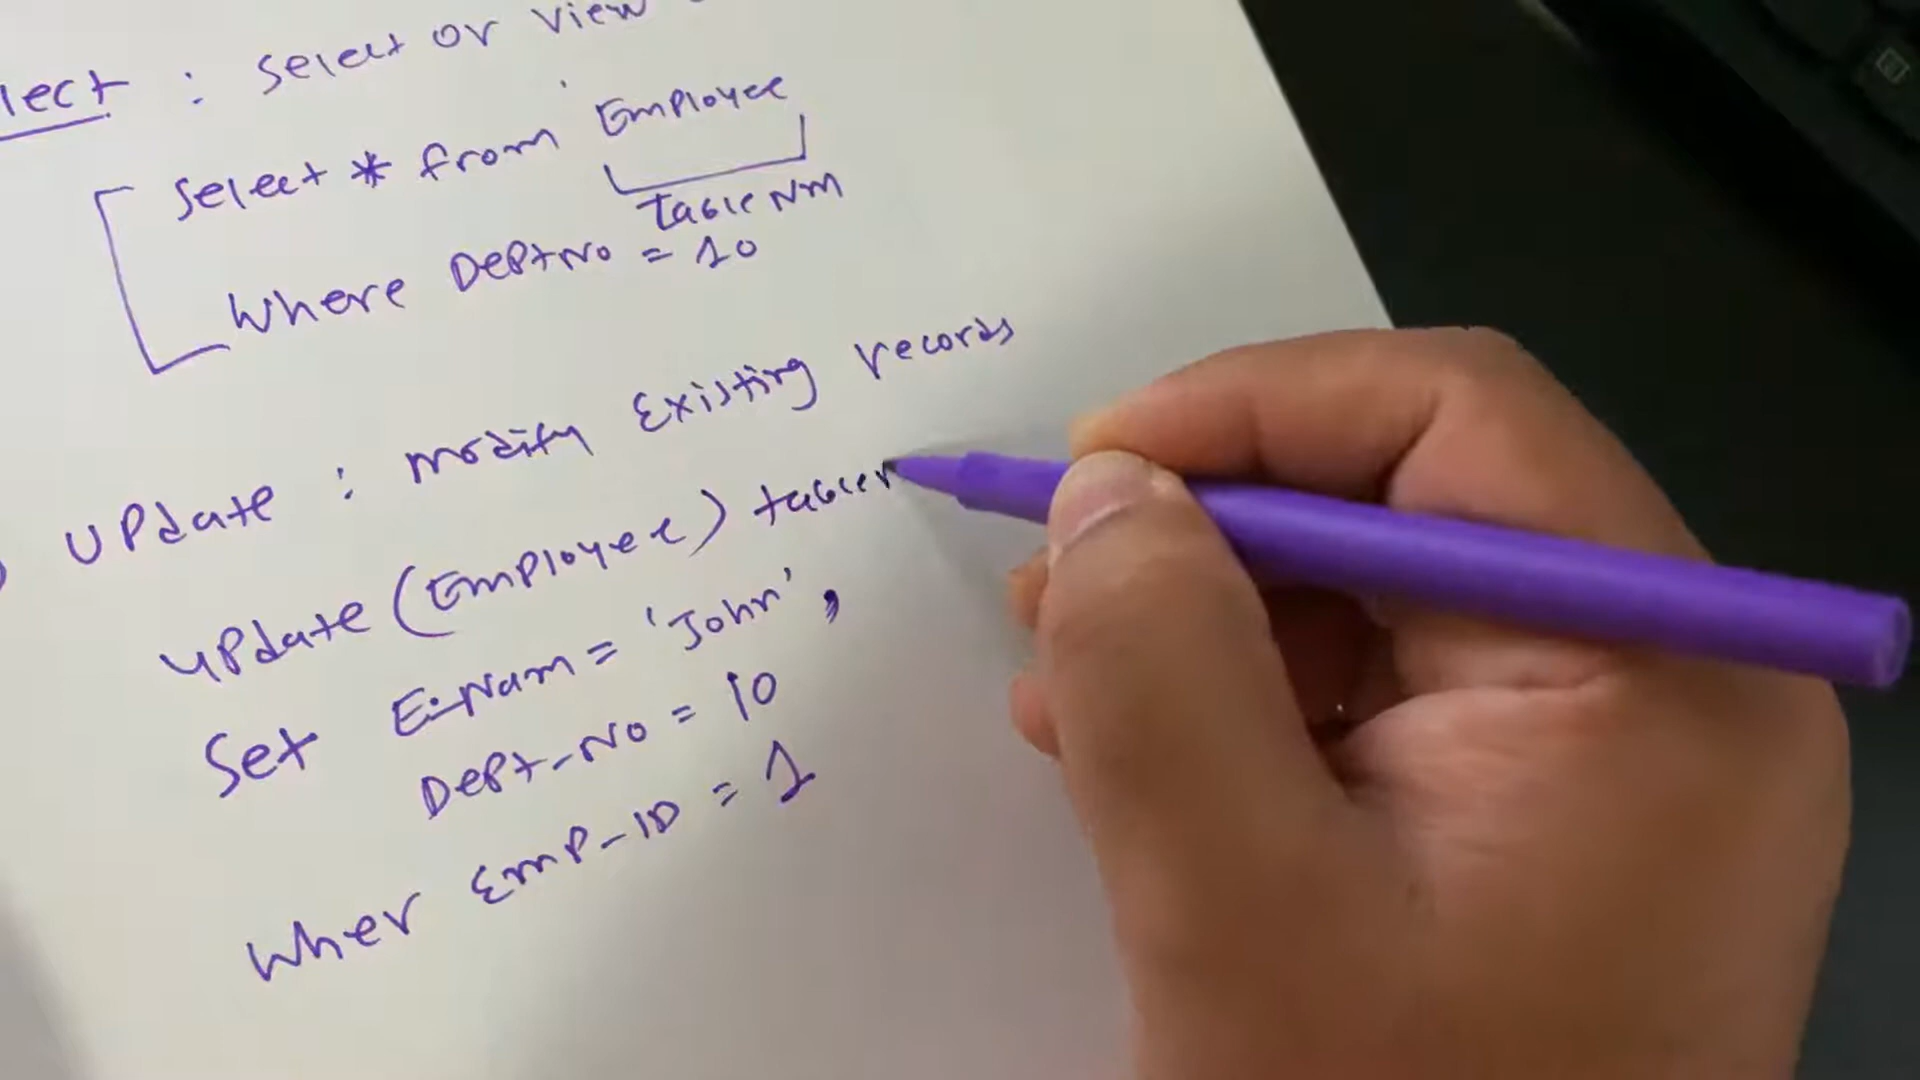 lect : Select or View
Select * from Employee
table Nm
Where DeptNo = 10
Update : modify Existing records
Update (Employee) table
Set E-Nam = 'John',
Dept-No = 10
Wher Emp-ID = 1